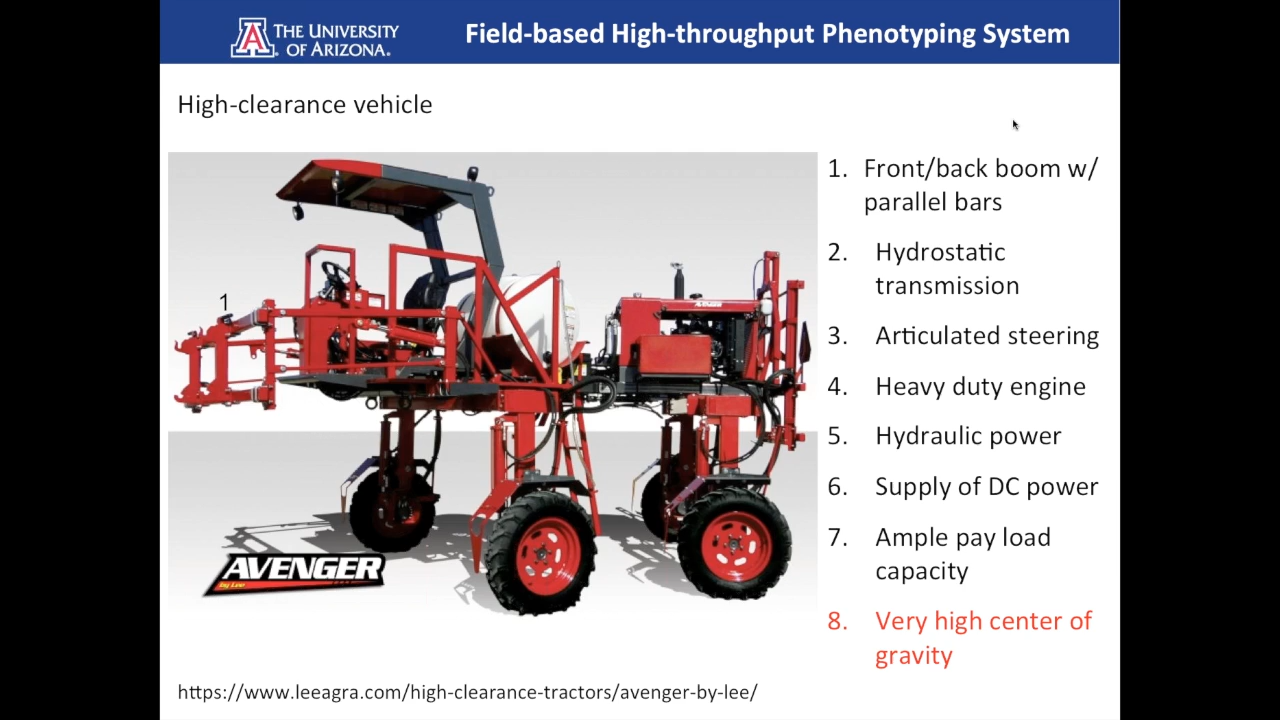 THE UNIVERSITY
OF ARIZONA.
Field-based High-throughput Phenotyping System
High-clearance vehicle
1
1. Front/back boom w/
parallel bars
2. Hydrostatic
transmission
3. Articulated steering
4. Heavy duty engine
5. Hydraulic power
6. Supply of DC power
7. Ample pay load
capacity
8. Very high center of
gravity
AVENGER
by Lee
https://www.leeagra.com/high-clearance-tractors/avenger-by-lee/